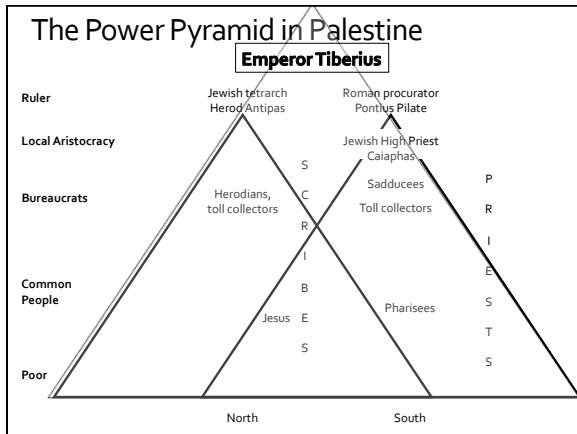 The Power Pyramid in Palestine
Emperor Tiberius
Ruler
Jewish tetrarch
Herod Antipas
Roman procurator
Pontius Pilate
Local Aristocracy
Jewish High Priest
Caiaphas
Bureaucrats
Herodians,
toll collectors
Sadducees
Toll collectors
S
C
R
I
B
E
S
P
R
I
E
S
T
S
Common
People
Jesus
Pharisees
Poor
North
South